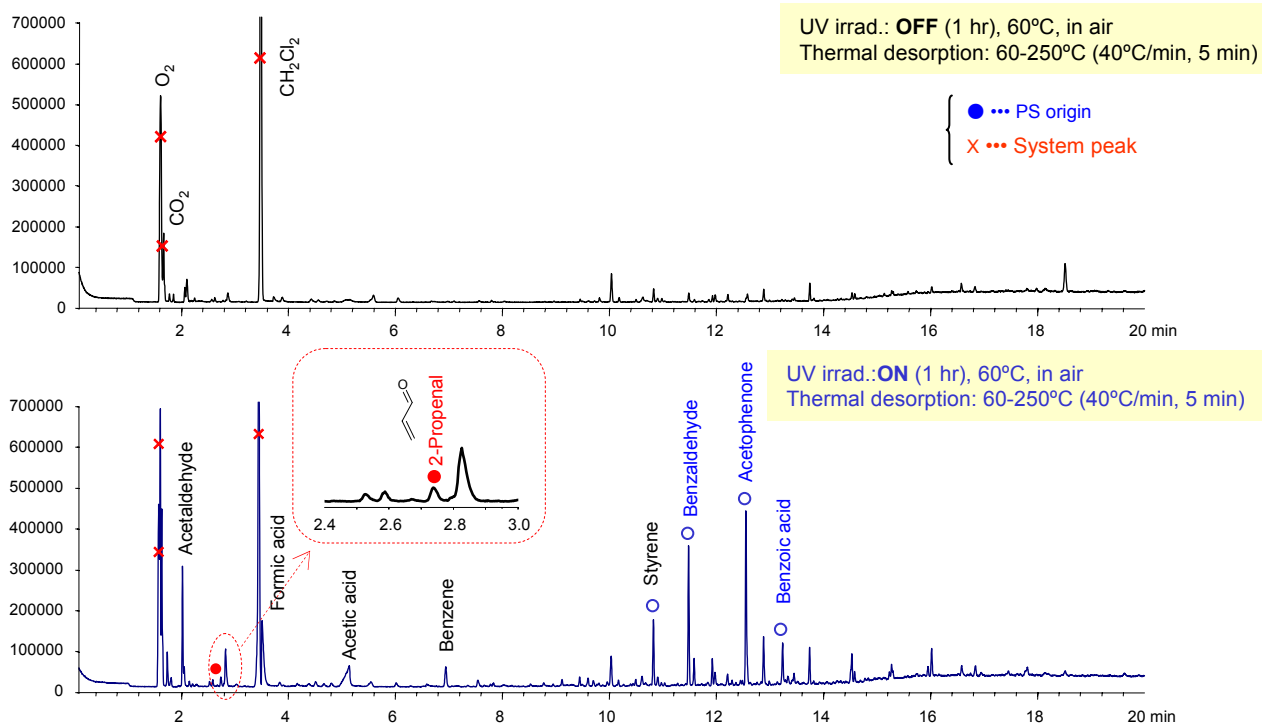 UV irrad.: OFF (1 hr), 60ºC, in air
Thermal desorption: 60-250ºC (40ºC/min, 5 min)
••• PS origin
X ••• System peak
700000
600000
500000
400000
300000
200000
100000
0
O₂
CO₂
CH₂Cl₂
2
4
6
8
10
12
14
16
18
20 min
UV irrad.:ON (1 hr), 60ºC, in air
Thermal desorption: 60-250ºC (40ºC/min, 5 min)
700000
600000
500000
400000
300000
200000
100000
0
Acetaldehyde
O
2-Propenal
2.4
2.6
2.8
3.0
Formic acid
Acetic acid
Benzene
Styrene
Benzaldehyde
Acetophenone
Benzoic acid
2
4
6
8
10
12
14
16
18
20 min